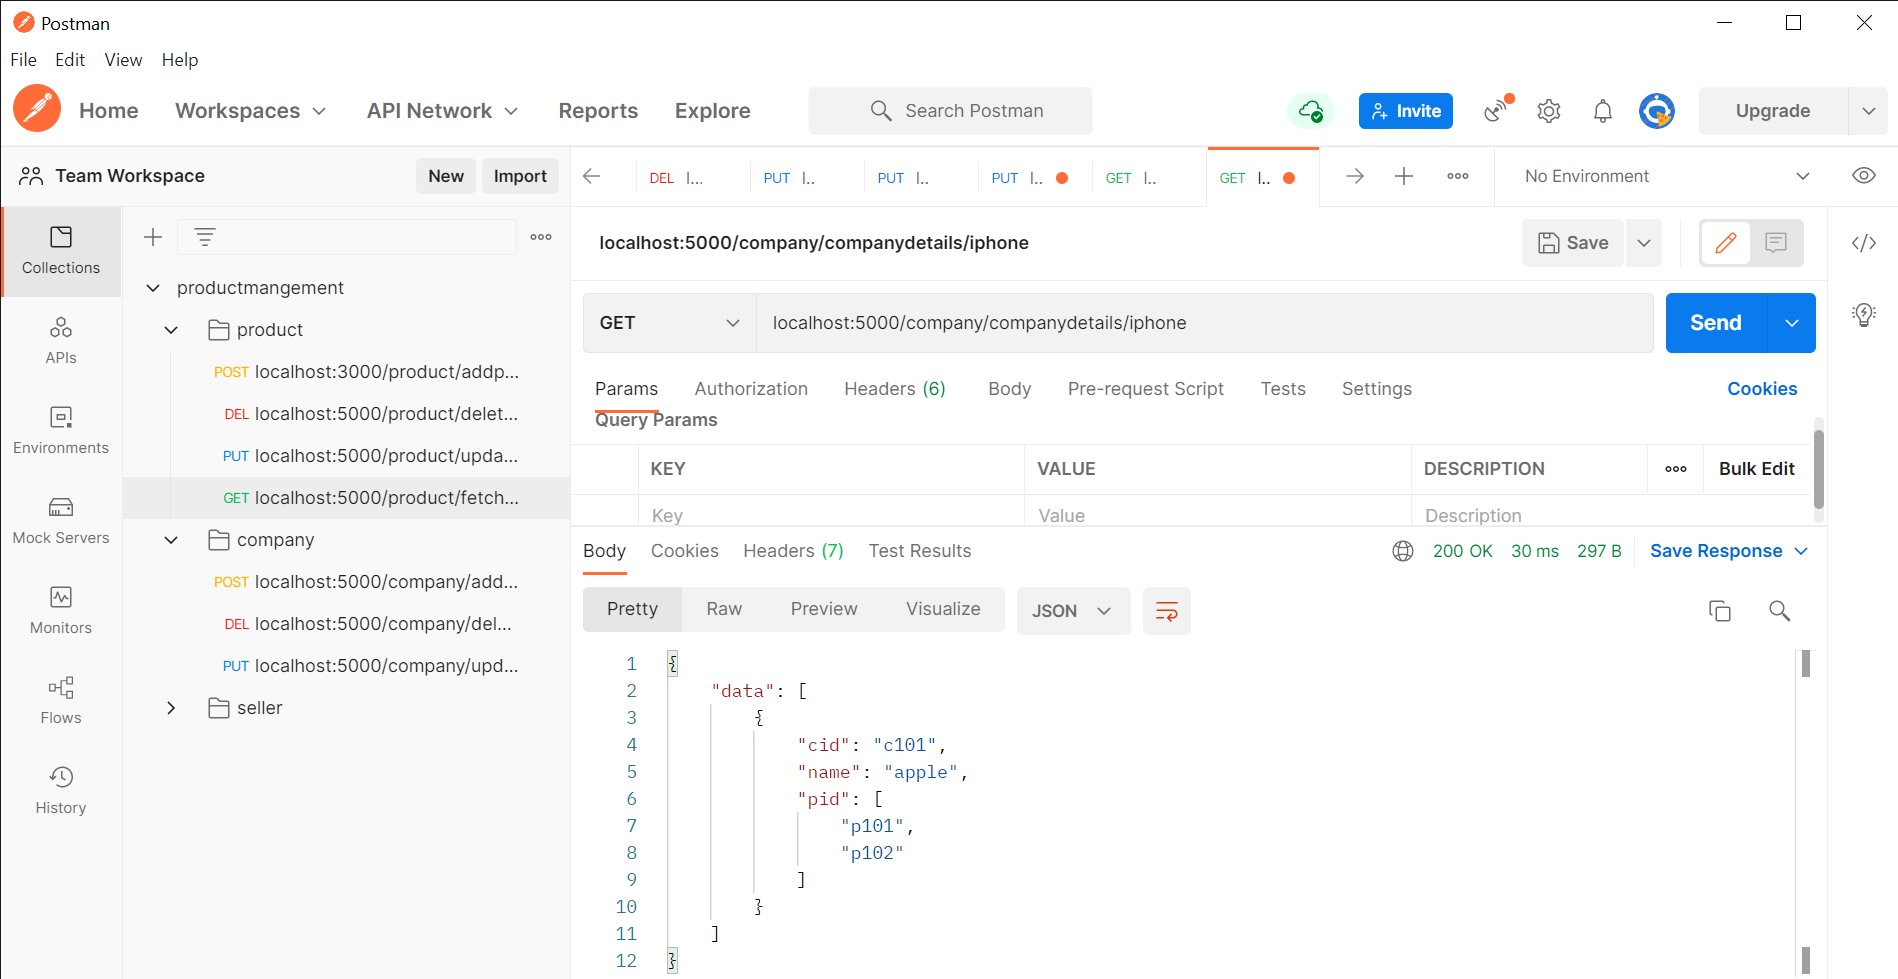 Postman
File Edit View Help
Home Workspaces API Network Reports Explore Search Postman Invite Upgrade
Team Workspace New Import
DEL l... PUT l.. PUT l.. PUT l.. GET l.. GET l.. No Environment
Collections
APIs
Environments
Mock Servers
Monitors
Flows
History
productmangement
product
POST localhost:3000/product/addp...
DEL localhost:5000/product/delet...
PUT localhost:5000/product/upda...
GET localhost:5000/product/fetch...
company
POST localhost:5000/company/add...
DEL localhost:5000/company/del...
PUT localhost:5000/company/upd...
seller
localhost:5000/company/companydetails/iphone Save
GET localhost:5000/company/companydetails/iphone Send
Params Authorization Headers (6) Body Pre-request Script Tests Settings Cookies
Query Params
KEY VALUE DESCRIPTION Bulk Edit
Key Value Description
Body Cookies Headers (7) Test Results 200 OK 30 ms 297 B Save Response
Pretty Raw Preview Visualize JSON
1 {
2 "data": [
3 {
4 "cid": "c101",
5 "name": "apple",
6 "pid": [
7 "p101",
8 "p102"
9 ]
10 }
11 ]
12 }